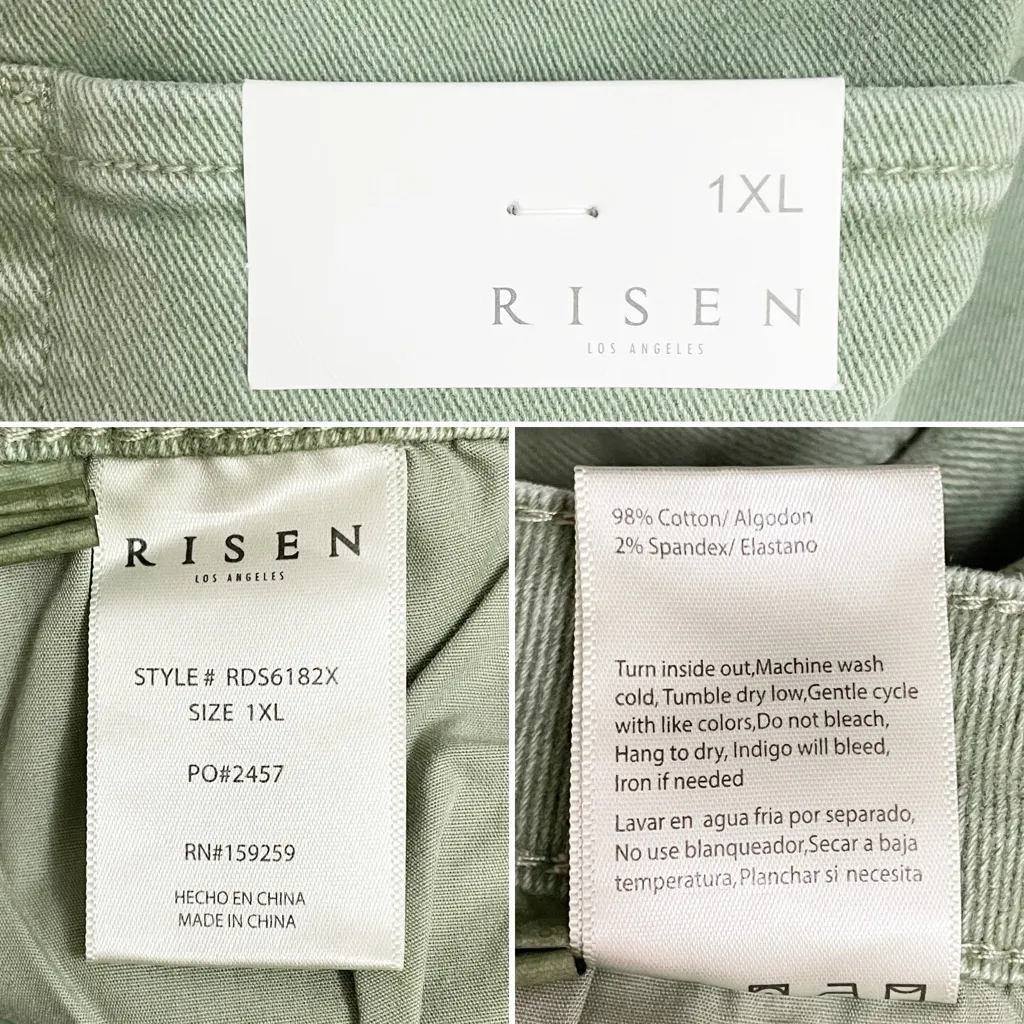 1XL
RISEN
LOS ANGELES
RISEN
LOS ANGELES
STYLE# RDS6182X
SIZE 1XL
PO#2457
RN#159259
HECHO EN CHINA
MADE IN CHINA
98% Cotton/ Algodon
2% Spandex/ Elastano
Turn inside out,Machine wash
cold, Tumble dry low,Gentle cycle
with like colors,Do not bleach,
Hang to dry, Indigo will bleed,
Iron if needed
Lavar en agua fria por separado,
No use blanqueador,Secar a baja
temperatura,Planchar si necesita